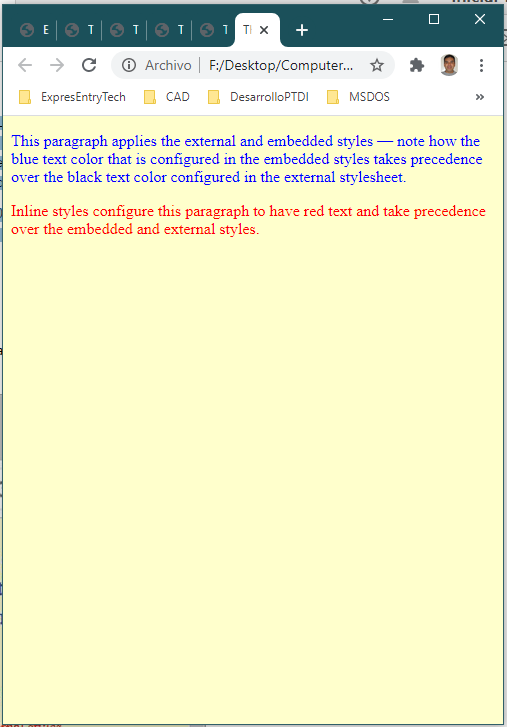 E T T T T Th
Archivo F:/Desktop/Computer...
ExpresEntryTech CAD DesarrolloPTDI MSDOS »
This paragraph applies the external and embedded styles — note how the
blue text color that is configured in the embedded styles takes precedence
over the black text color configured in the external stylesheet.
Inline styles configure this paragraph to have red text and take precedence
over the embedded and external styles.